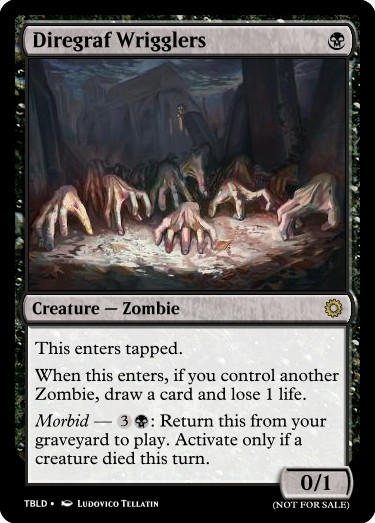 Diregraf Wrigglers
Creature — Zombie
This enters tapped.
When this enters, if you control another
Zombie, draw a card and lose 1 life.
Morbid — 3 : Return this from your
graveyard to play. Activate only if a
creature died this turn.
0/1
TBLD • Ludovico Tellatin
(NOT FOR SALE)